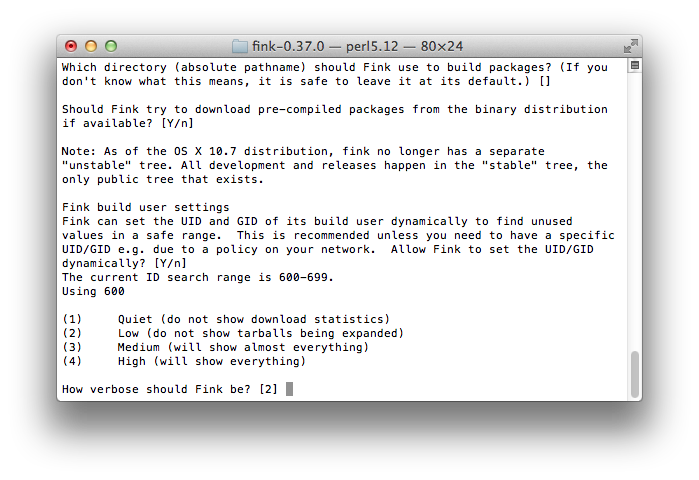 fink-0.37.0 — perl5.12 — 80×24
Which directory (absolute pathname) should Fink use to build packages? (If you
don't know what this means, it is safe to leave it at its default.) []
Should Fink try to download pre-compiled packages from the binary distribution
if available? [Y/n]
Note: As of the OS X 10.7 distribution, fink no longer has a separate
"unstable" tree. All development and releases happen in the "stable" tree, the
only public tree that exists.
Fink build user settings
Fink can set the UID and GID of its build user dynamically to find unused
values in a safe range.  This is recommended unless you need to have a specific
UID/GID e.g. due to a policy on your network.  Allow Fink to set the UID/GID
dynamically? [Y/n]
The current ID search range is 600-699.
Using 600
(1)     Quiet (do not show download statistics)
(2)     Low (do not show tarballs being expanded)
(3)     Medium (will show almost everything)
(4)     High (will show everything)
How verbose should Fink be? [2]